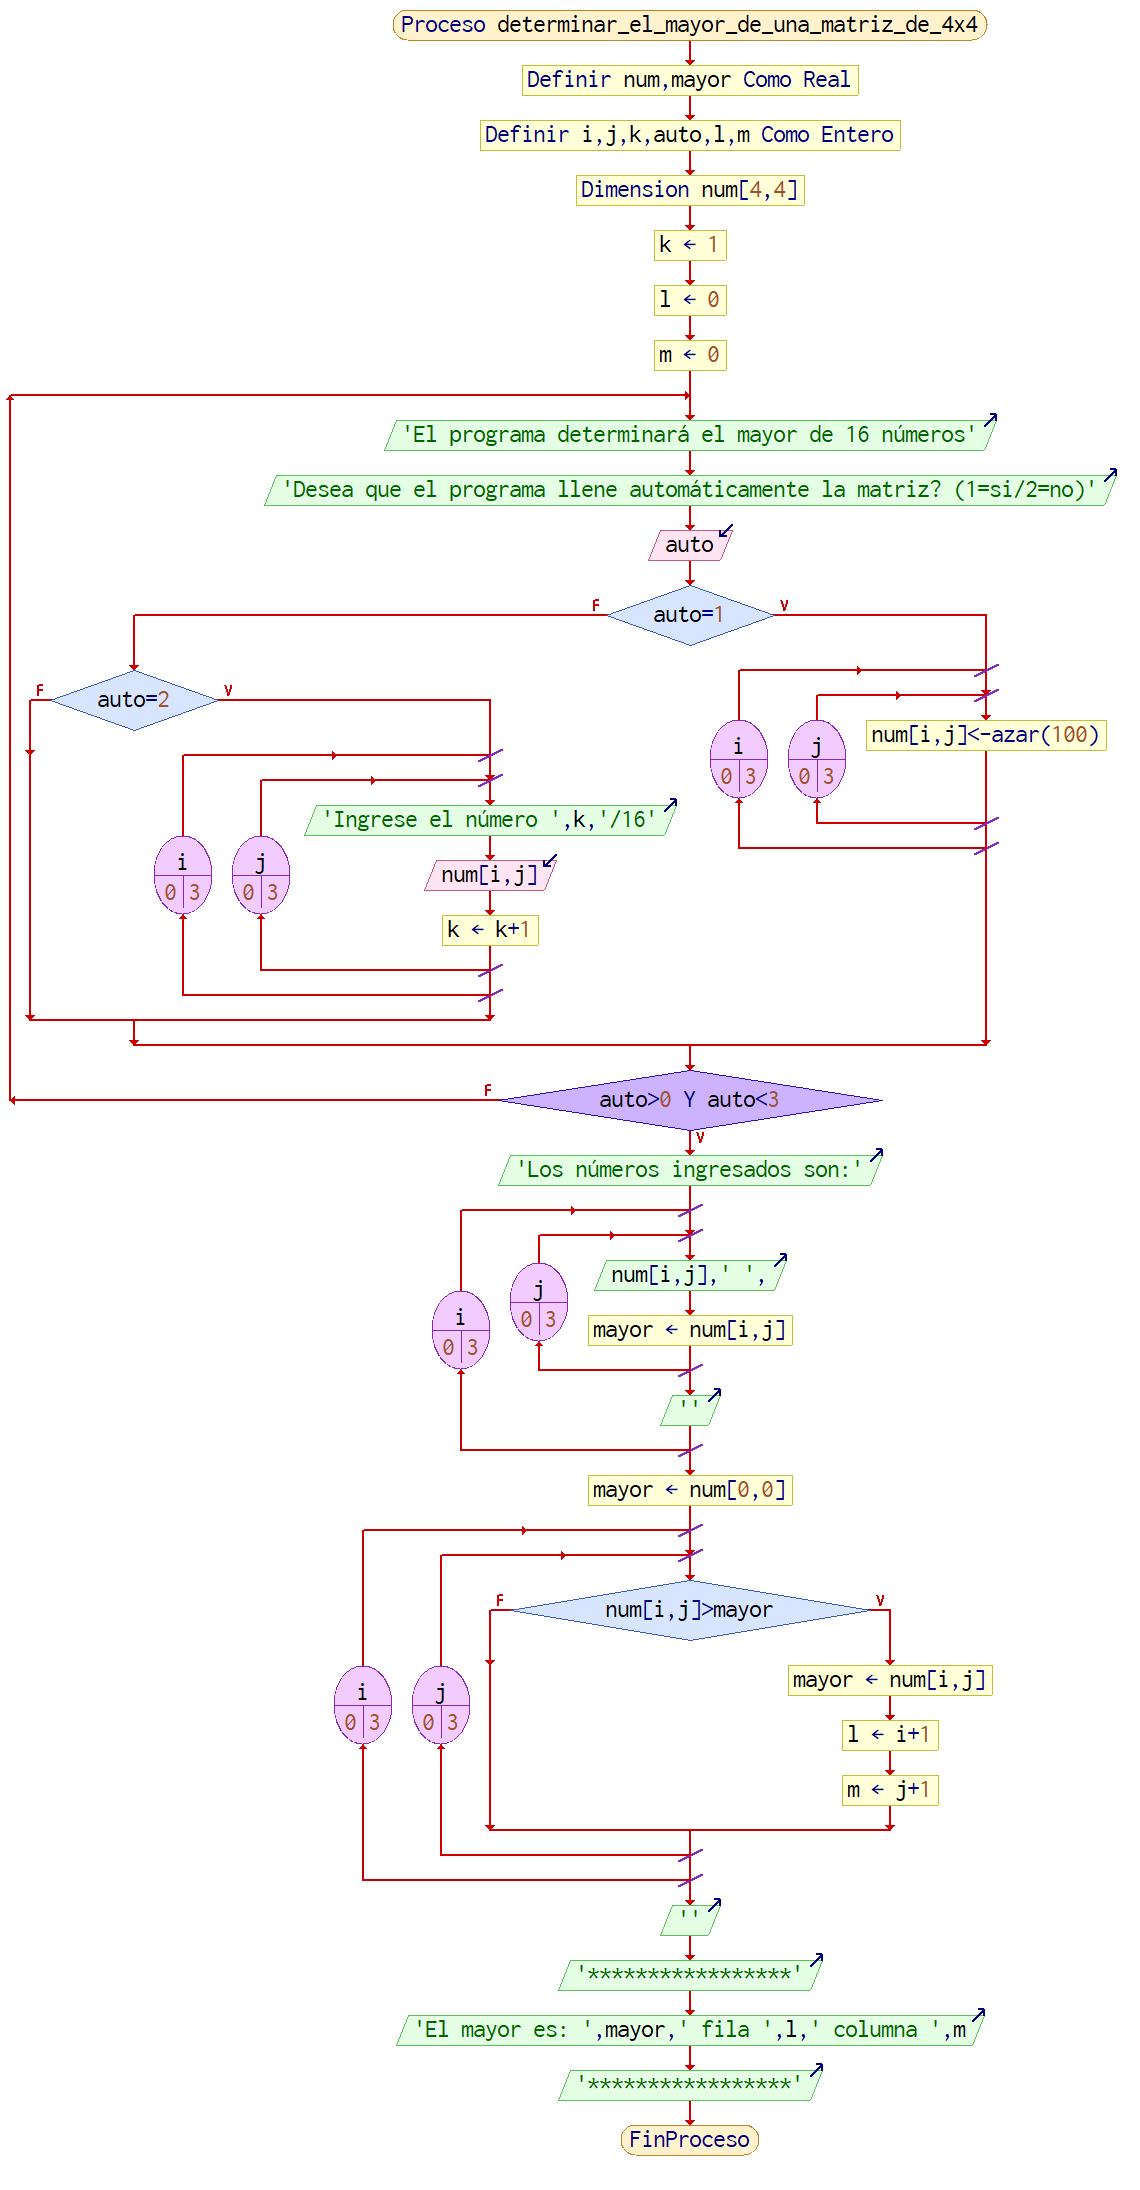 Proceso determinar_el_mayor_de_una_matriz_de_4x4
Definir num,mayor Como Real
Definir i,j,k,auto,l,m Como Entero
Dimension num[4,4]
k ← 1
l ← 0
m ← 0
'El programa determinará el mayor de 16 números'
'Desea que el programa llene automáticamente la matriz? (1=si/2=no)'
auto
F
auto=1
V
F
auto=2
V
i
0 3
j
0 3
num[i,j]<-azar(100)
'Ingrese el número ',k,'/16'
i
0 3
j
0 3
num[i,j]
k ← k+1
F
auto>0 Y auto<3
V
'Los números ingresados son:'
num[i,j],' ',
j
0 3
i
0 3
mayor ← num[i,j]
''
mayor ← num[0,0]
F
num[i,j]>mayor
V
i
0 3
j
0 3
mayor ← num[i,j]
l ← i+1
m ← j+1
''
'*****************'
'El mayor es: ',mayor,' fila ',l,' columna ',m
'*****************'
FinProceso